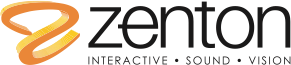 zenton
INTERACTIVE • SOUND • VISION